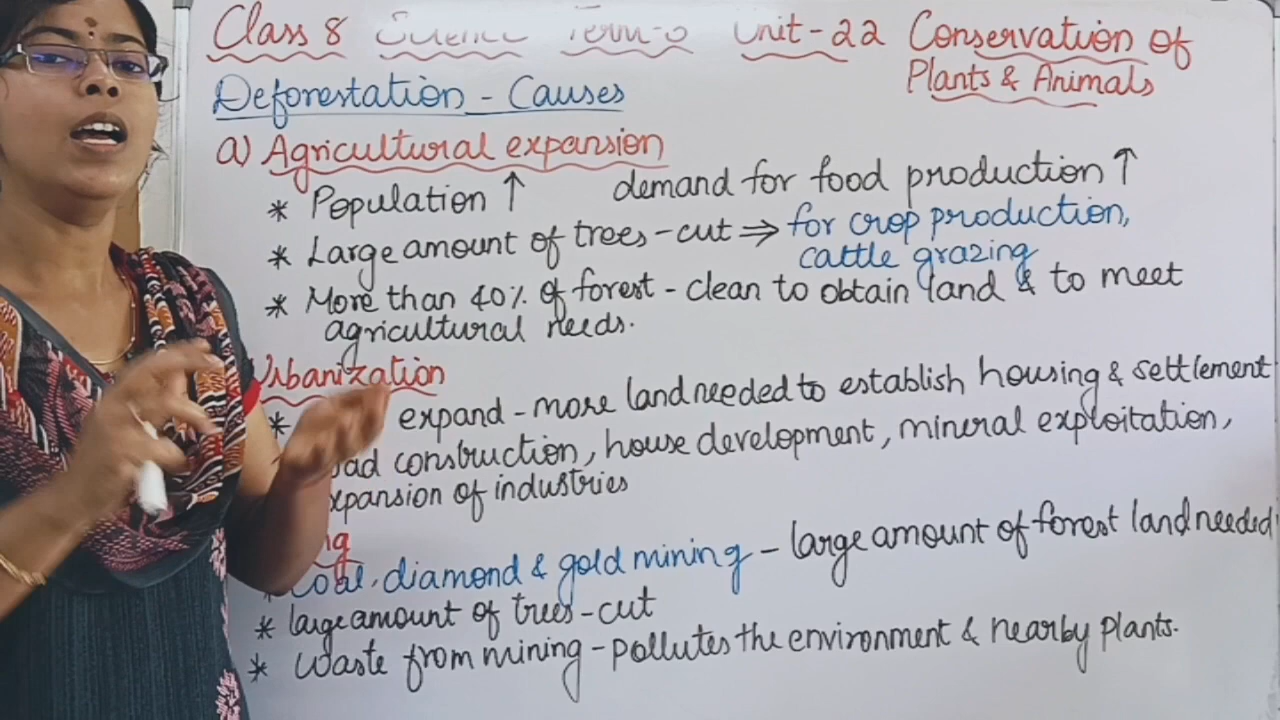 Class 8 Science Term-3 Unit-22 Conservation of
Plants & Animals
Deforestation - Causes
a) Agricultural expansion
* Population ↑ demand for food production ↑
* Large amount of trees - cut ⇒ for crop production,
cattle grazing
* More than 40% of forest - clean to obtain land & to meet
agricultural needs.
Urbanization
* expand - more land needed to establish housing & settlement
oad construction, house development, mineral exploitation,
xpansion of industries
ng
* Coal, diamond & gold mining - large amount of forest land needed
* large amount of trees - cut
* Waste from mining - pollutes the environment & nearby plants.